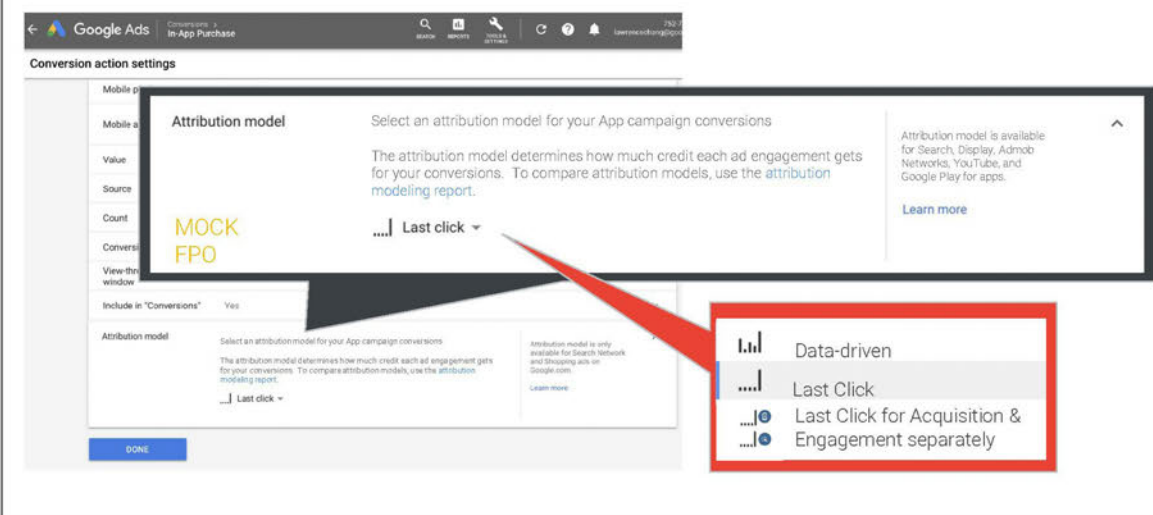 Google Ads
Conversions >
In-App Purchase
SEARCH
REPORTS
TOOLS &
SETTINGS
Conversion action settings
Mobile
Mobile a
Value
Source
Count
Conversi
View-thr
window
Include in "Conversions" Yes
Attribution model
Select an attribution model for your App campaign conversions
The attribution model determines how much credit each ad engagement gets
for your conversions. To compare attribution models, use the attribution
modeling report.
Last click
Attribution model is available
for Search, Display, Admob
Networks, YouTube, and
Google Play for apps.
Learn more
MOCK
FPO
Attribution model
Select an attribution model for your App campaign conversions
The attribution model determines how much credit each ad engagement gets
for your conversions. To compare attribution models, use the attribution
modeling report.
Last click
Attribution model is only
available for Search Network
and Shopping ads on
Google.com.
Learn more
DONE
Data-driven
Last Click
Last Click for Acquisition &
Engagement separately